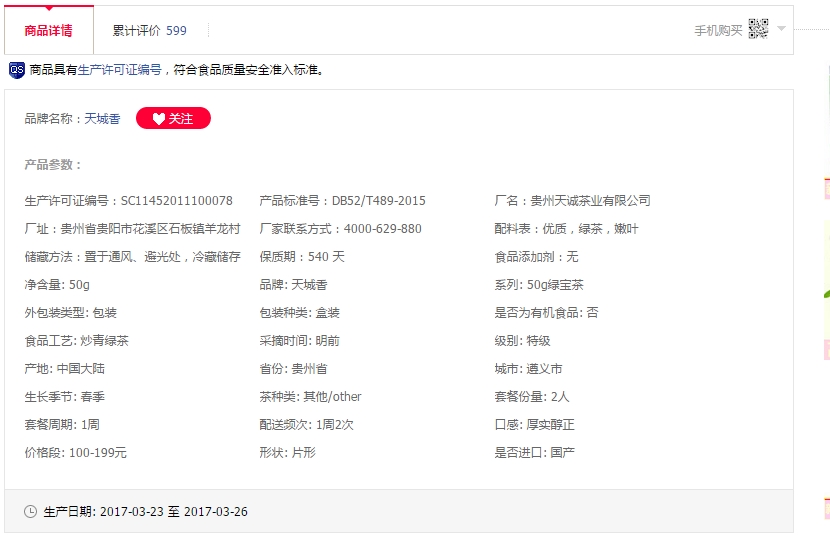 商品详情 累计评价 599 手机购买
QS 商品具有生产许可证编号，符合食品质量安全准入标准。
品牌名称：天城香 关注
产品参数：
生产许可证编号：SC11452011100078 产品标准号：DB52/T489-2015 厂名：贵州天诚茶业有限公司
厂址：贵州省贵阳市花溪区石板镇羊龙村 厂家联系方式：4000-629-880 配料表：优质，绿茶，嫩叶
储藏方法：置于通风、避光处，冷藏储存 保质期：540 天 食品添加剂：无
净含量: 50g 品牌: 天城香 系列: 50g绿宝茶
外包装类型: 包装 包装种类: 盒装 是否为有机食品: 否
食品工艺: 炒青绿茶 采摘时间: 明前 级别: 特级
产地: 中国大陆 省份: 贵州省 城市: 遵义市
生长季节: 春季 茶种类: 其他/other 套餐份量: 2人
套餐周期: 1周 配送频次: 1周2次 口感: 厚实醇正
价格段: 100-199元 形状: 片形 是否进口: 国产
生产日期: 2017-03-23 至 2017-03-26